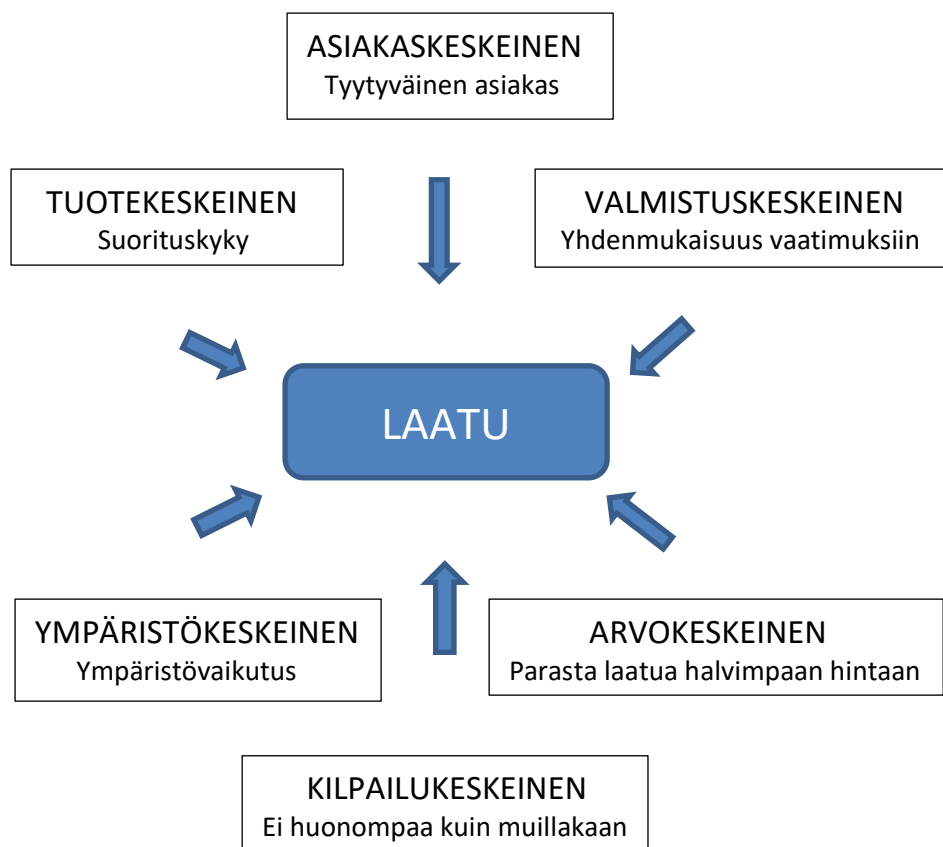 ASIAKASKESKEINEN
Tyytyväinen asiakas
TUOTEKESKEINEN
Suorituskyky
VALMISTUSKESKEINEN
Yhdenmukaisuus vaatimuksiin
LAATU
YMPÄRISTÖKESKEINEN
Ympäristövaikutus
ARVOKESKEINEN
Parasta laatua halvimpaan hintaan
KILPAILUKESKEINEN
Ei huonompaa kuin muillakaan